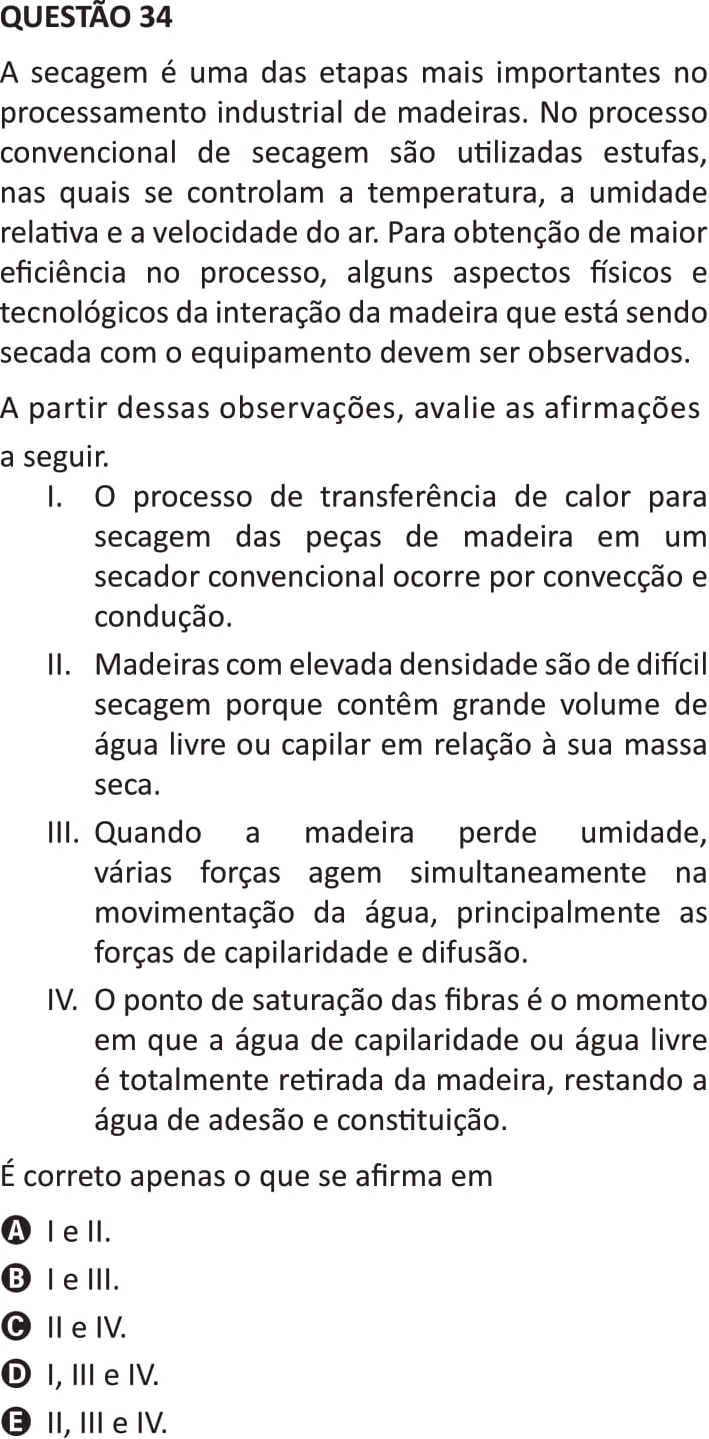 QUESTÃO 34
A secagem é uma das etapas mais importantes no
processamento industrial de madeiras. No processo
convencional de secagem são utilizadas estufas,
nas quais se controlam a temperatura, a umidade
relativa e a velocidade do ar. Para obtenção de maior
eficiência no processo, alguns aspectos físicos e
tecnológicos da interação da madeira que está sendo
secada com o equipamento devem ser observados.
A partir dessas observações, avalie as afirmações
a seguir.
I. O processo de transferência de calor para
secagem das peças de madeira em um
secador convencional ocorre por convecção e
condução.
II. Madeiras com elevada densidade são de difícil
secagem porque contêm grande volume de
água livre ou capilar em relação à sua massa
seca.
III. Quando a madeira perde umidade,
várias forças agem simultaneamente na
movimentação da água, principalmente as
forças de capilaridade e difusão.
IV. O ponto de saturação das fibras é o momento
em que a água de capilaridade ou água livre
é totalmente retirada da madeira, restando a
água de adesão e constituição.
É correto apenas o que se afirma em
A I e II.
B I e III.
C II e IV.
D I, III e IV.
E II, III e IV.